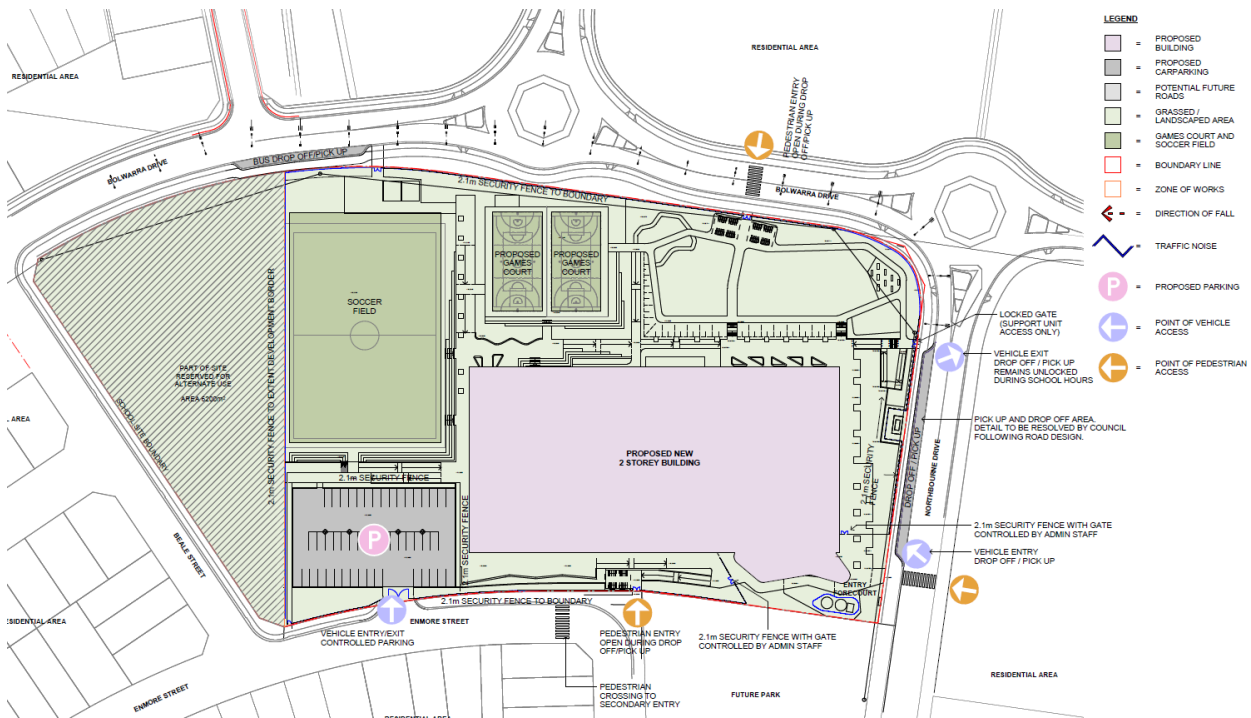 LEGEND
= PROPOSED
BUILDING
= PROPOSED
CARPARKING
= POTENTIAL FUTURE
ROADS
= GRASSED /
LANDSCAPED AREA
= GAMES COURT AND
SOCCER FIELD
= BOUNDARY LINE
= ZONE OF WORKS
= DIRECTION OF FALL
= TRAFFIC NOISE
P = PROPOSED PARKING
= POINT OF VEHICLE
ACCESS
= POINT OF PEDESTRIAN
ACCESS
RESIDENTIAL AREA
RESIDENTIAL AREA
PEDESTRIAN ENTRY
OPEN DURING DROP
OFF/PICK UP
BUS DROP OFF/PICK UP
BOLWARRA DRIVE
BOLWARRA DRIVE
2.1m SECURITY FENCE TO BOUNDARY
PROPOSED
GAMES
COURT
PROPOSED
GAMES
COURT
SOCCER
FIELD
2.1m SECURITY FENCE TO EXTENT DEVELOPMENT BORDER
PART OF SITE
RESERVED FOR
ALTERNATE USE
AREA 6200m²
SCHOOL SITE BOUNDARY
. AREA
LOCKED GATE
(SUPPORT UNIT
ACCESS ONLY)
VEHICLE EXIT
DROP OFF / PICK UP
REMAINS UNLOCKED
DURING SCHOOL HOURS
PICK UP AND DROP OFF AREA.
DETAIL TO BE RESOLVED BY COUNCIL
FOLLOWING ROAD DESIGN.
PROPOSED NEW
2 STOREY BUILDING
2.1m SECURITY
FENCE
DROP OFF / PICK UP
NORTHBOURNE DRIVE
2.1m SECURITY FENCE
2.1m SECURITY FENCE
P
2.1m SECURITY FENCE WITH GATE
CONTROLLED BY ADMIN STAFF
VEHICLE ENTRY
DROP OFF / PICK UP
BEALE STREET
ENTRY
FORECOURT
2.1m SECURITY FENCE TO BOUNDARY
ENMORE STREET
ESIDENTIAL AREA
VEHICLE ENTRY/EXIT
CONTROLLED PARKING
PEDESTRIAN ENTRY
OPEN DURING DROP
OFF/PICK UP
2.1m SECURITY FENCE WITH GATE
CONTROLLED BY ADMIN STAFF
RESIDENTIAL AREA
PEDESTRIAN
CROSSING TO
SECONDARY ENTRY
FUTURE PARK
ENMORE STREET
RESIDENTIAL AREA